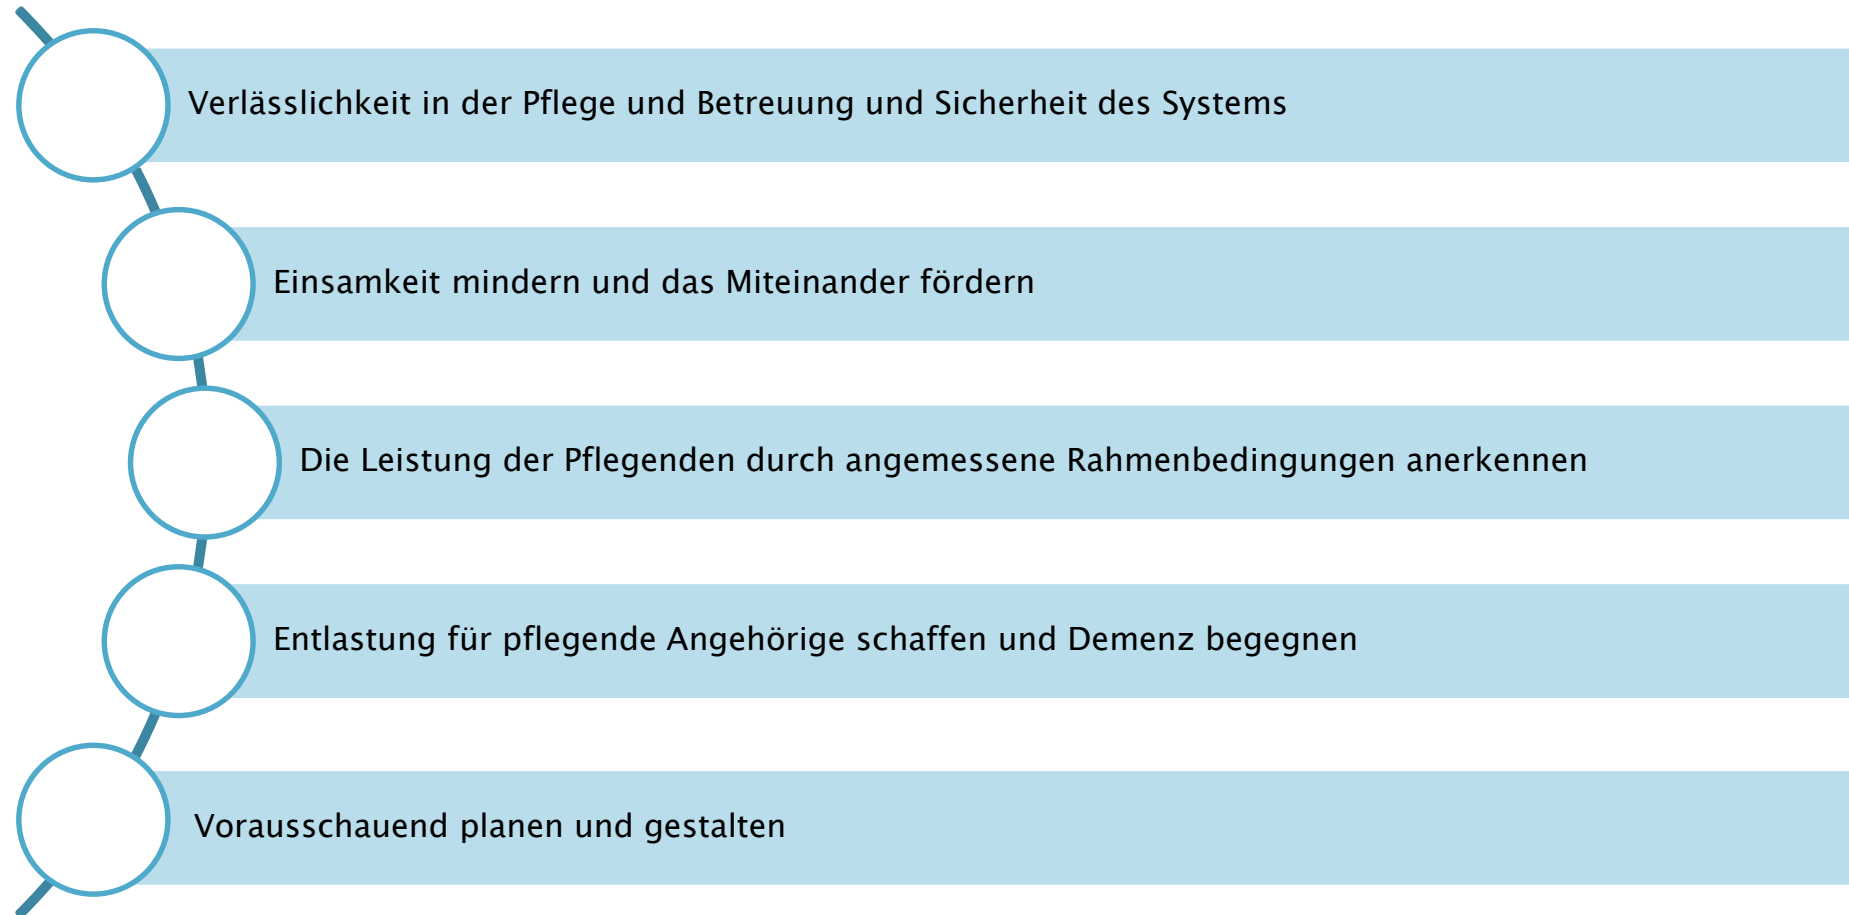 Verlässlichkeit in der Pflege und Betreuung und Sicherheit des Systems
Einsamkeit mindern und das Miteinander fördern
Die Leistung der Pflegenden durch angemessene Rahmenbedingungen anerkennen
Entlastung für pflegende Angehörige schaffen und Demenz begegnen
Vorausschauend planen und gestalten